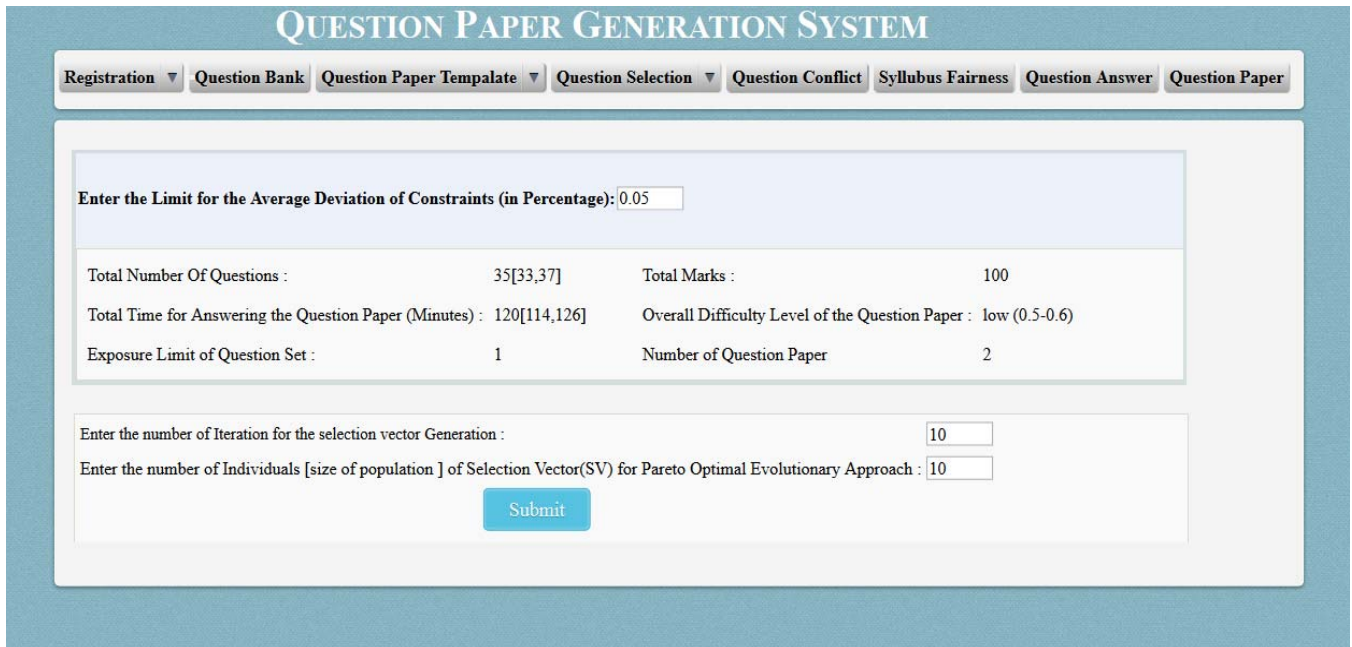 QUESTION PAPER GENERATION SYSTEM
Registration Question Bank Question Paper Tempalate Question Selection Question Conflict Syllubus Fairness Question Answer Question Paper
Enter the Limit for the Average Deviation of Constraints (in Percentage): 0.05
Total Number Of Questions : 35[33,37] Total Marks : 100
Total Time for Answering the Question Paper (Minutes) : 120[114,126] Overall Difficulty Level of the Question Paper : low (0.5-0.6)
Exposure Limit of Question Set : 1 Number of Question Paper 2
Enter the number of Iteration for the selection vector Generation : 10
Enter the number of Individuals [size of population ] of Selection Vector(SV) for Pareto Optimal Evolutionary Approach : 10
Submit